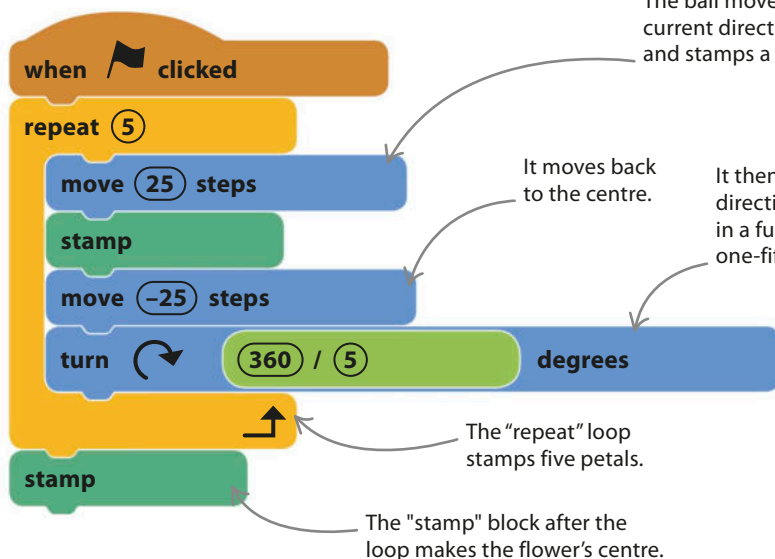 The ball move
current direct
and stamps a
when clicked
repeat 5
move 25 steps
It moves back
to the centre.
It then
directi
in a fu
one-fif
stamp
move –25 steps
turn 360 / 5 degrees
The “repeat” loop
stamps five petals.
stamp
The "stamp" block after the
loop makes the flower’s centre.